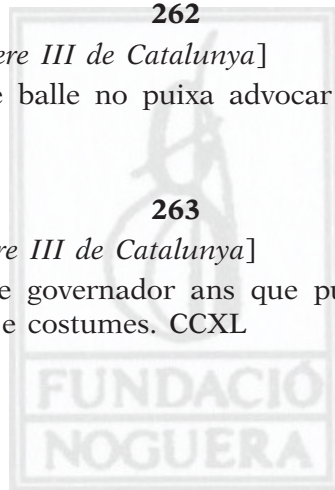 262
ere III de Catalunya]
e balle no puixa advocar
263
re III de Catalunya]
e governador ans que pu
e costumes. CCXL
FUNDACIÓ
NOGUERA